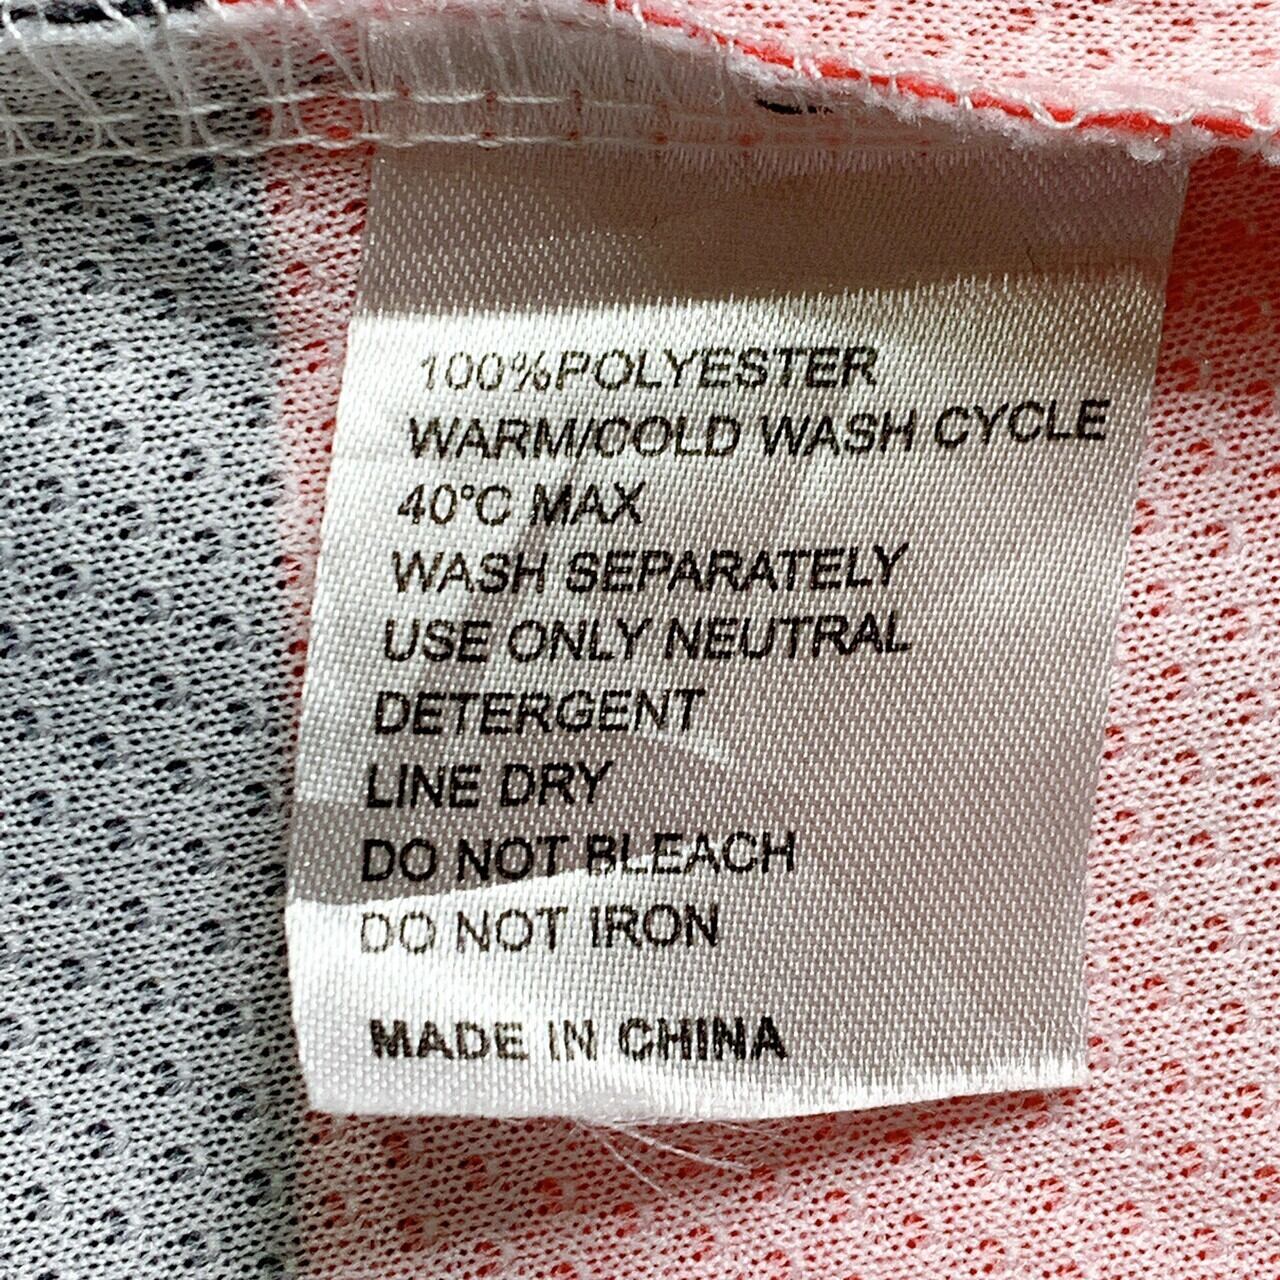 100%POLYESTER
WARM/COLD WASH CYCLE
40°C MAX
WASH SEPARATELY
USE ONLY NEUTRAL
DETERGENT
LINE DRY
DO NOT BLEACH
DO NOT IRON
MADE IN CHINA